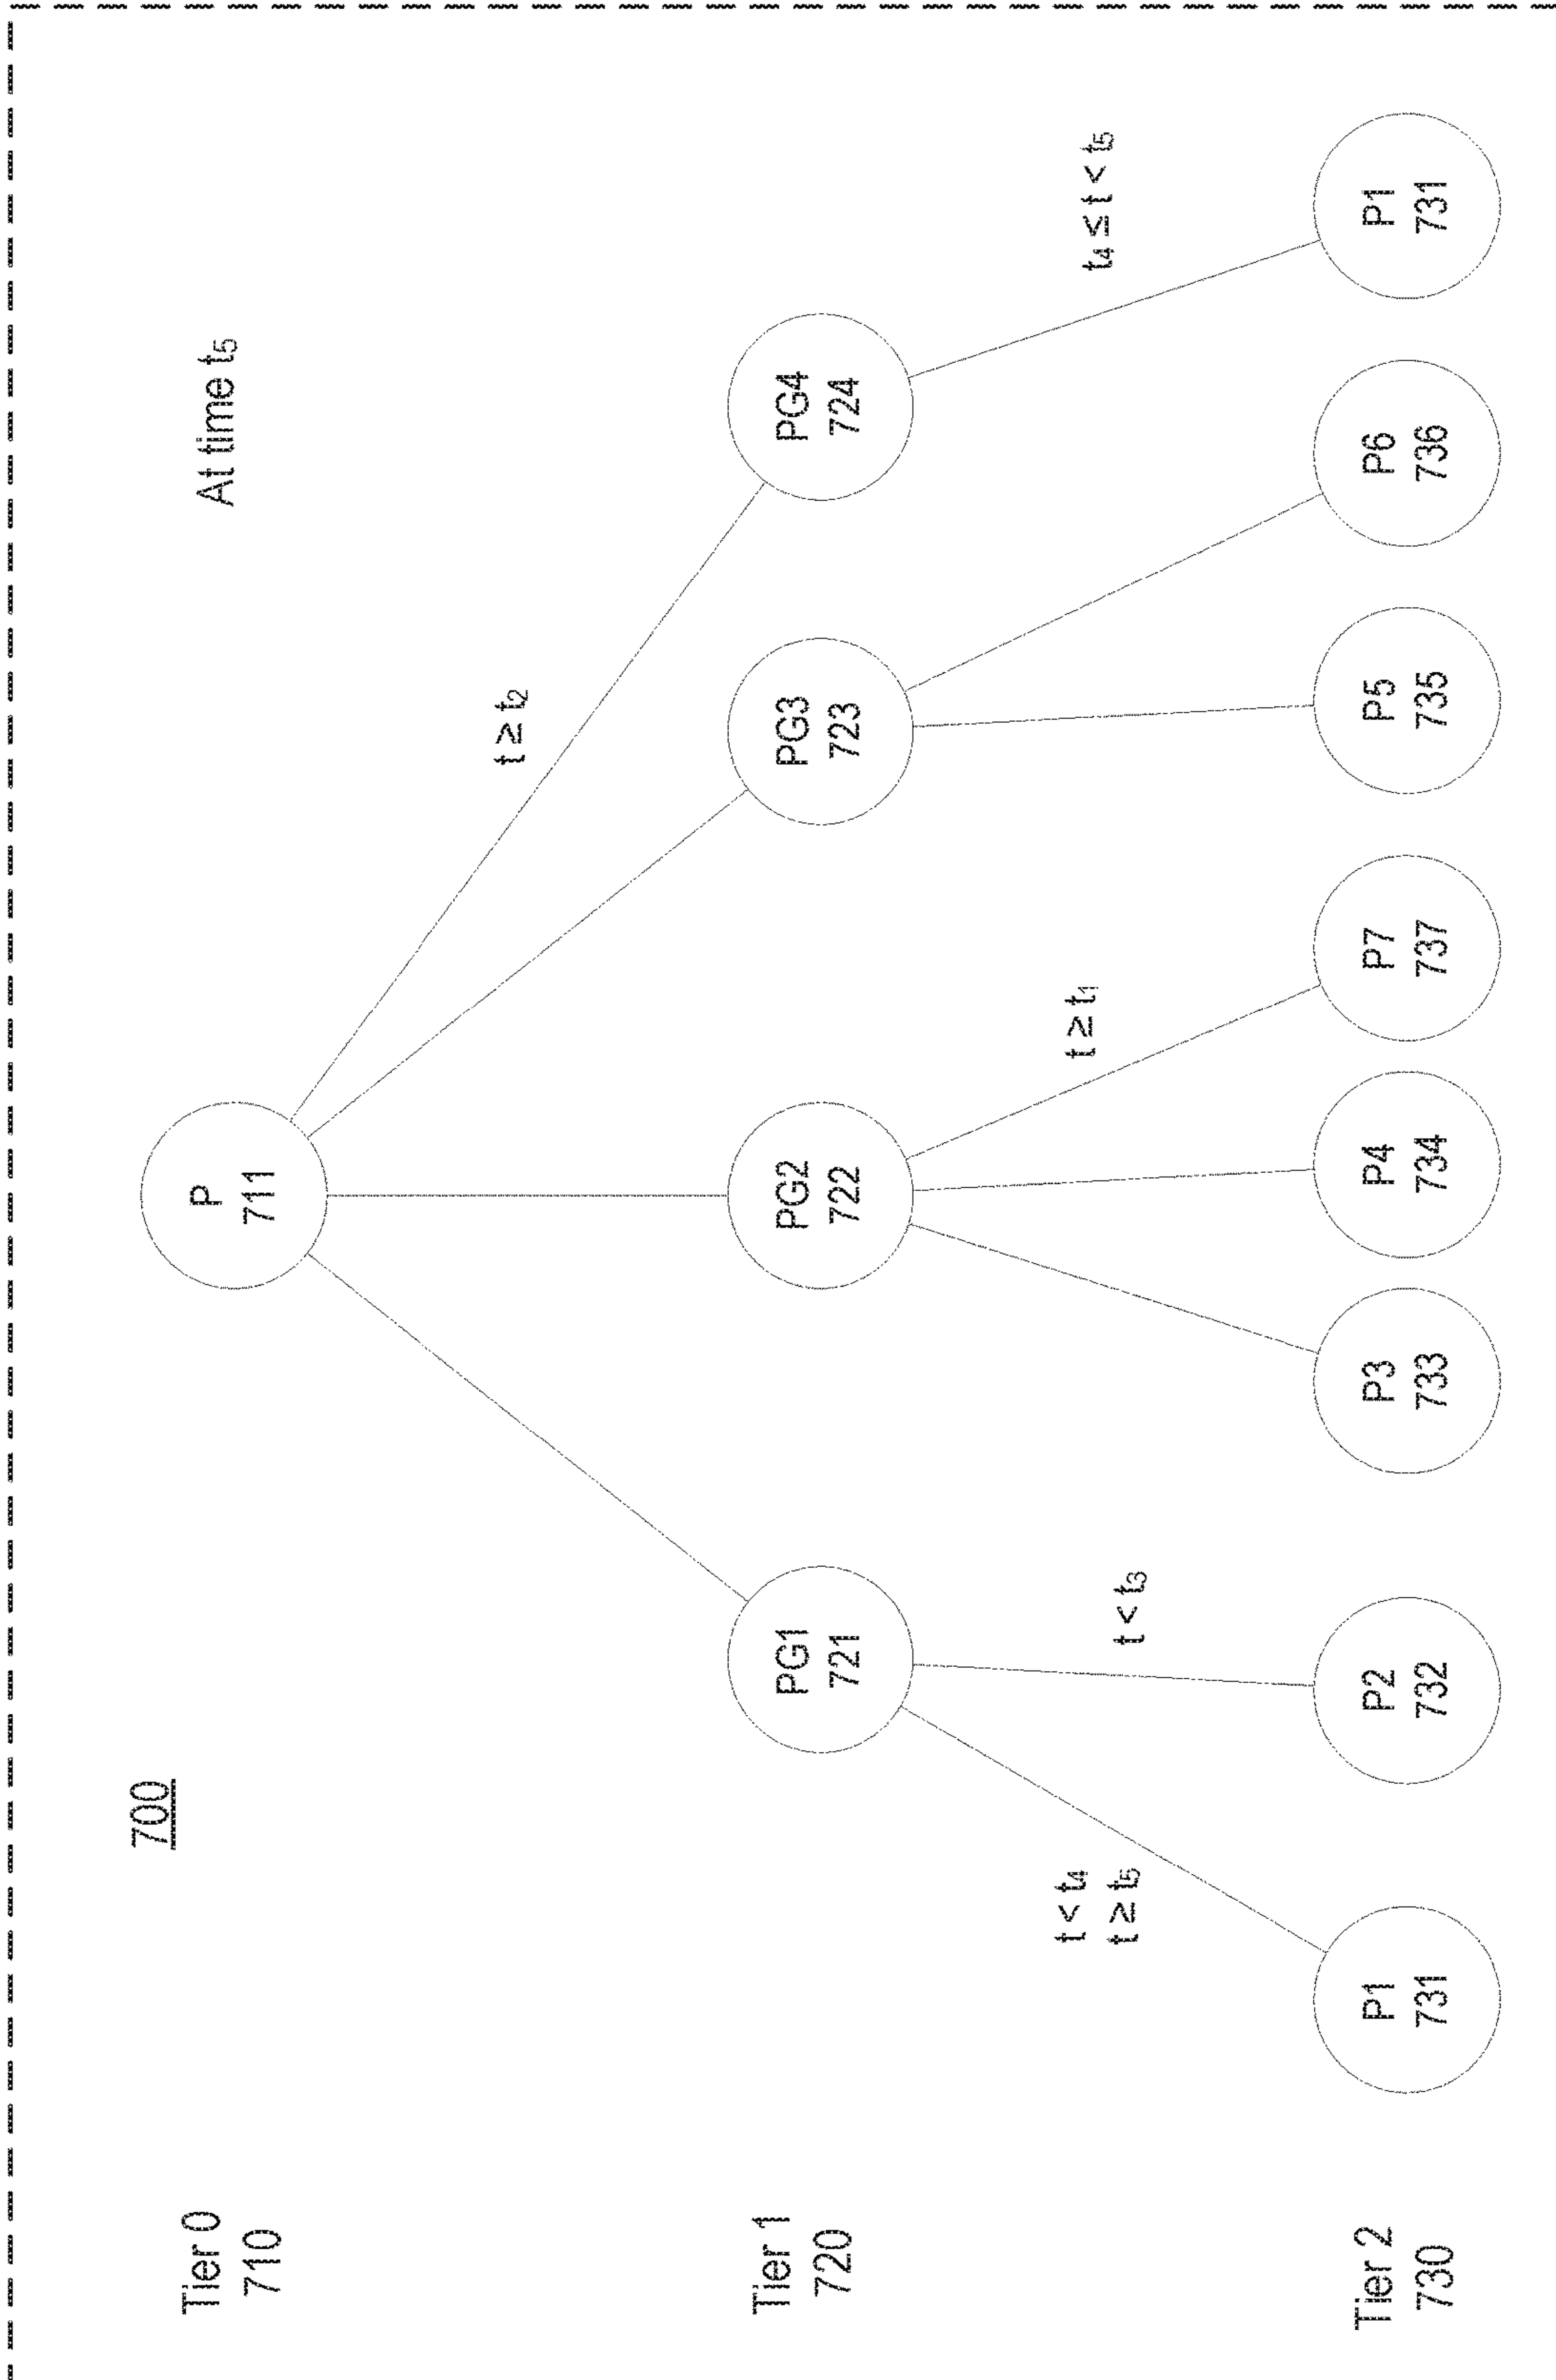 700
At time t₅
Tier 0
710
P
711
t ≥ t₂
Tier 1
720
PG1
721
PG2
722
PG3
723
PG4
724
t < t₄
t ≥ t₅
t < t₃
t ≥ t₁
t₄ ≤ t < t₅
Tier 2
730
P1
731
P2
732
P3
733
P4
734
P7
737
P5
735
P6
736
P1
731